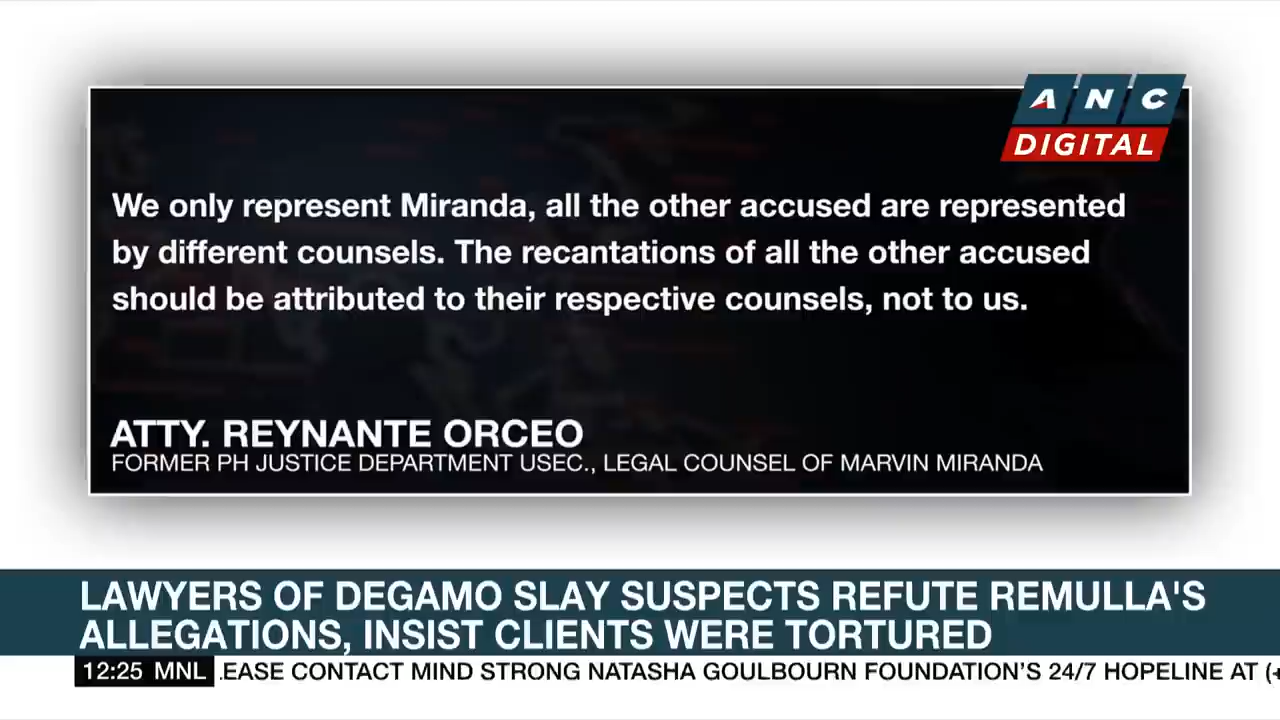 ANC
DIGITAL
We only represent Miranda, all the other accused are represented
by different counsels. The recantations of all the other accused
should be attributed to their respective counsels, not to us.
ATTY. REYNANTE ORCEO
FORMER PH JUSTICE DEPARTMENT USEC., LEGAL COUNSEL OF MARVIN MIRANDA
LAWYERS OF DEGAMO SLAY SUSPECTS REFUTE REMULLA'S
ALLEGATIONS, INSIST CLIENTS WERE TORTURED
12:25 MNL .EASE CONTACT MIND STRONG NATASHA GOULBOURN FOUNDATION'S 24/7 HOPELINE AT (+